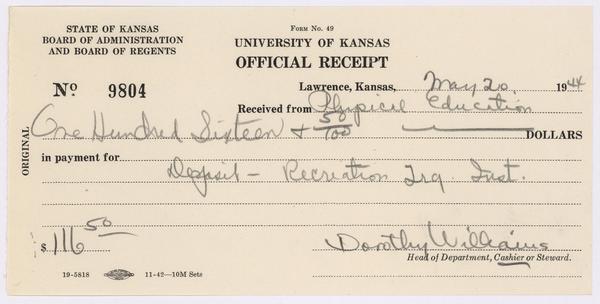 STATE OF KANSAS
BOARD OF ADMINISTRATION
AND BOARD OF REGENTS
Form No. 49
UNIVERSITY OF KANSAS
OFFICIAL RECEIPT
No 9804
Lawrence, Kansas, May 20, 1944
Received from Physical Education
One Hundred Sixteen + 50/100 DOLLARS
ORIGINAL
in payment for
Deposit — Recreation Trg. Inst.
$ 116 50
Dorothy Williams
Head of Department, Cashier or Steward.
19-5818 11-42—10M Sets